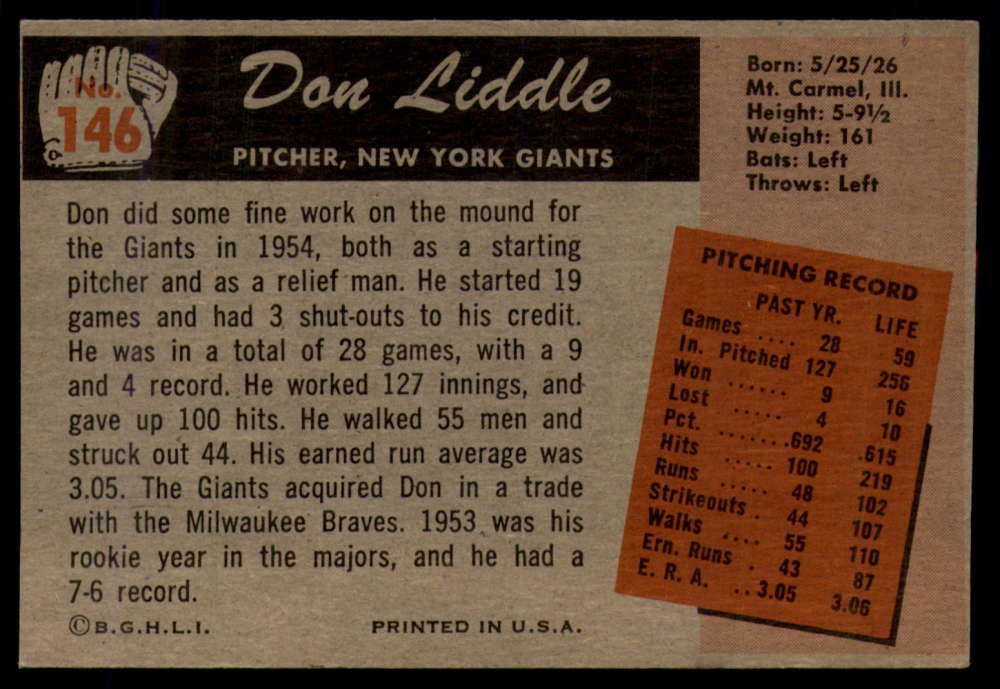 No.
146
Don Liddle
PITCHER, NEW YORK GIANTS
Born: 5/25/26
Mt. Carmel, Ill.
Height: 5-9½
Weight: 161
Bats: Left
Throws: Left
Don did some fine work on the mound for
the Giants in 1954, both as a starting
pitcher and as a relief man. He started 19
games and had 3 shut-outs to his credit.
He was in a total of 28 games, with a 9
and 4 record. He worked 127 innings, and
gave up 100 hits. He walked 55 men and
struck out 44. His earned run average was
3.05. The Giants acquired Don in a trade
with the Milwaukee Braves. 1953 was his
rookie year in the majors, and he had a
7-6 record.
©B.G.H.L.I.
PRINTED IN U.S.A.
PITCHING RECORD
PAST YR. LIFE
Games .... 28 59
In. Pitched 127 256
Won ...... 9 16
Lost ..... 4 10
Pct. .......692 .615
Hits ..... 100 219
Runs ..... 48 102
Strikeouts . 44 107
Walks .... 55 110
Ern. Runs . 43 87
E. R. A. ..3.05 3.06